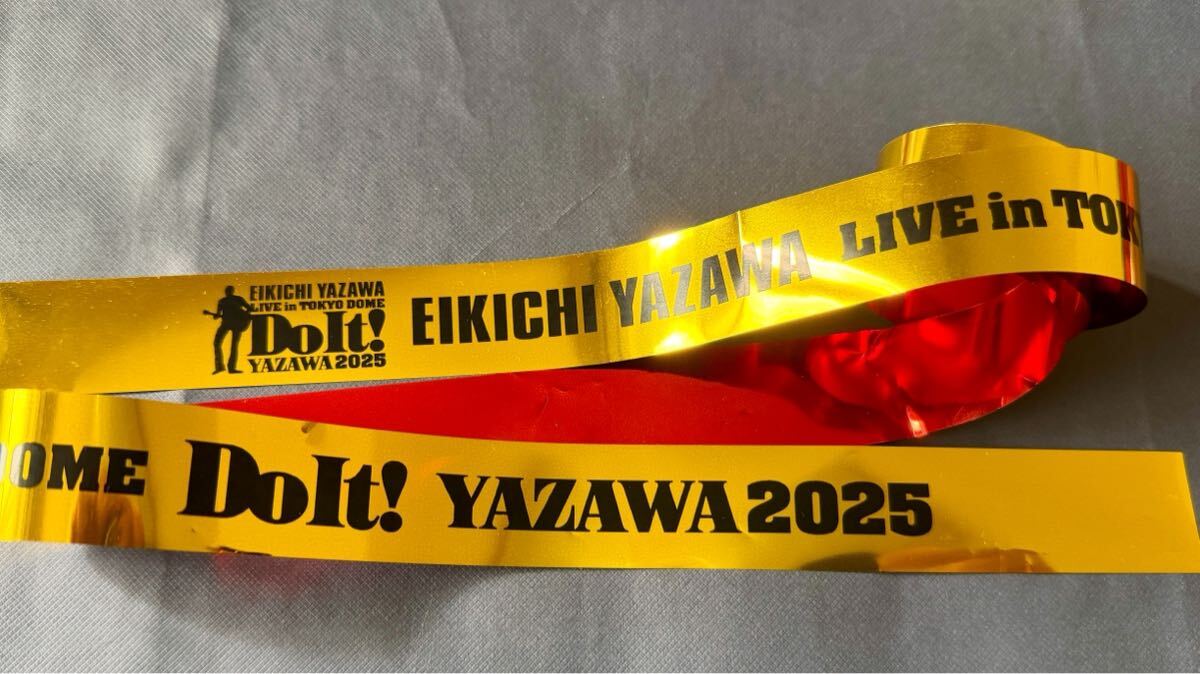 EIKICHI YAZAWA
LIVE in TOKYO DOME
DoIt!
YAZAWA 2025
EIKICHI YAZAWA LIVE in TOK
OME DoIt! YAZAWA 2025